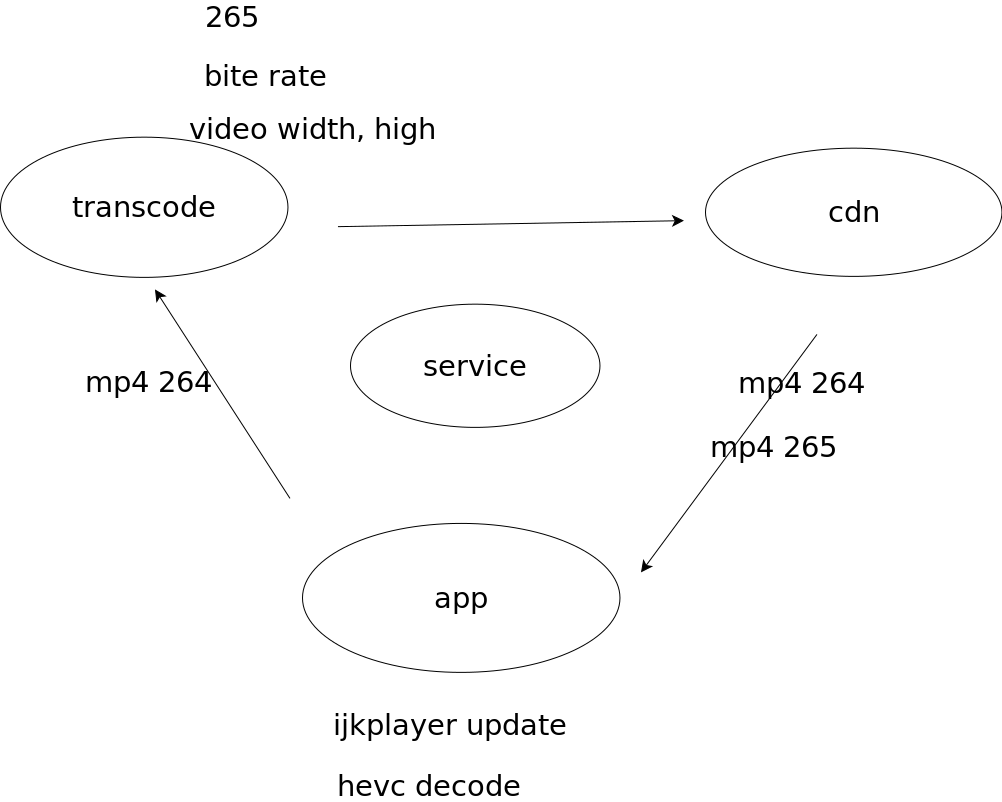 265
bite rate
video width, high
transcode
cdn
service
mp4 264
mp4 264
mp4 265
app
ijkplayer update
hevc decode